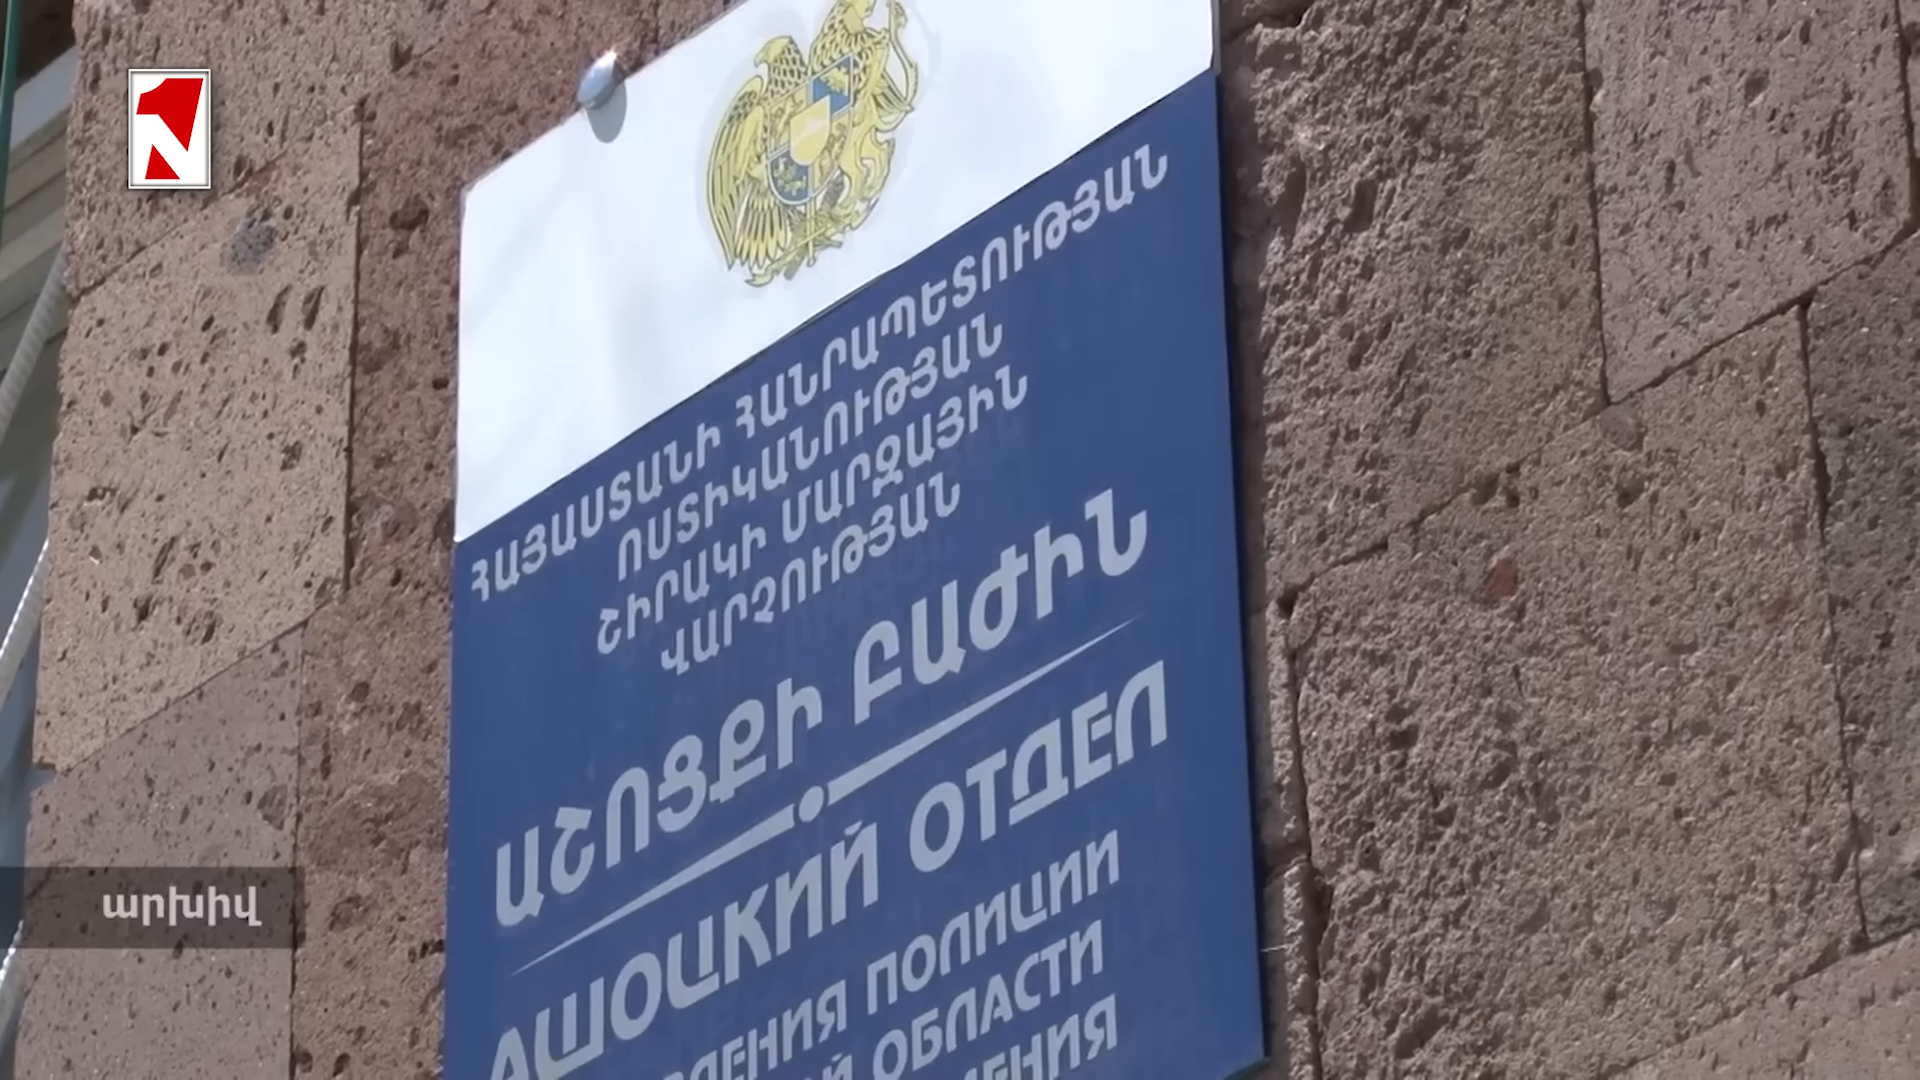 ՀԱՅԱՍՏԱՆԻ ՀԱՆՐԱՊԵՏՈՒԹՅԱՆ
ՈՍՏԻԿԱՆՈՒԹՅԱՆ
ՇԻՐԱԿԻ ՄԱՐԶԱՅԻՆ
ՎԱՐՉՈՒԹՅԱՆ
ԱՇՈՑՔԻ ԲԱԺԻՆ
АШОЦКИЙ ОТДЕЛ
ПОЛИЦИИ
ОБЛАСТИ
արխիվ